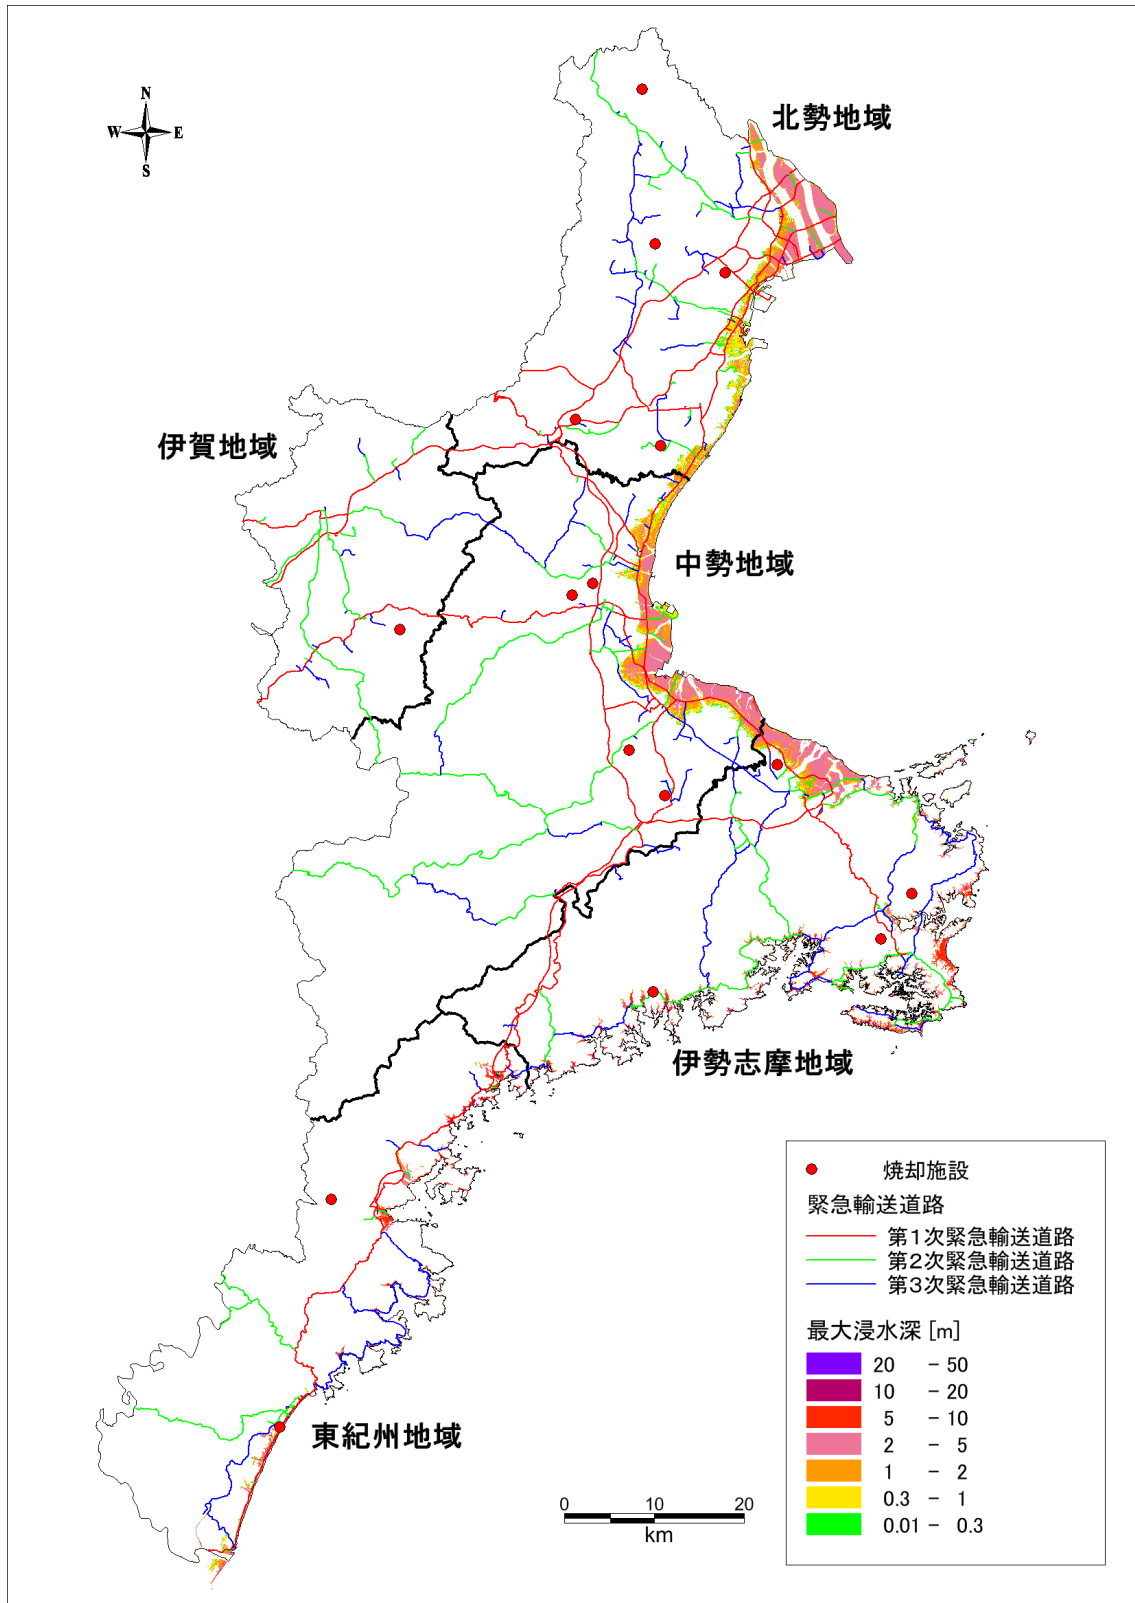 N
W E
S
北勢地域
伊賀地域
中勢地域
伊勢志摩地域
東紀州地域
焼却施設
緊急輸送道路
第1次緊急輸送道路
第2次緊急輸送道路
第3次緊急輸送道路
最大浸水深 [m]
20 - 50
10 - 20
5 - 10
2 - 5
1 - 2
0.3 - 1
0.01 - 0.3
0 10 20
km